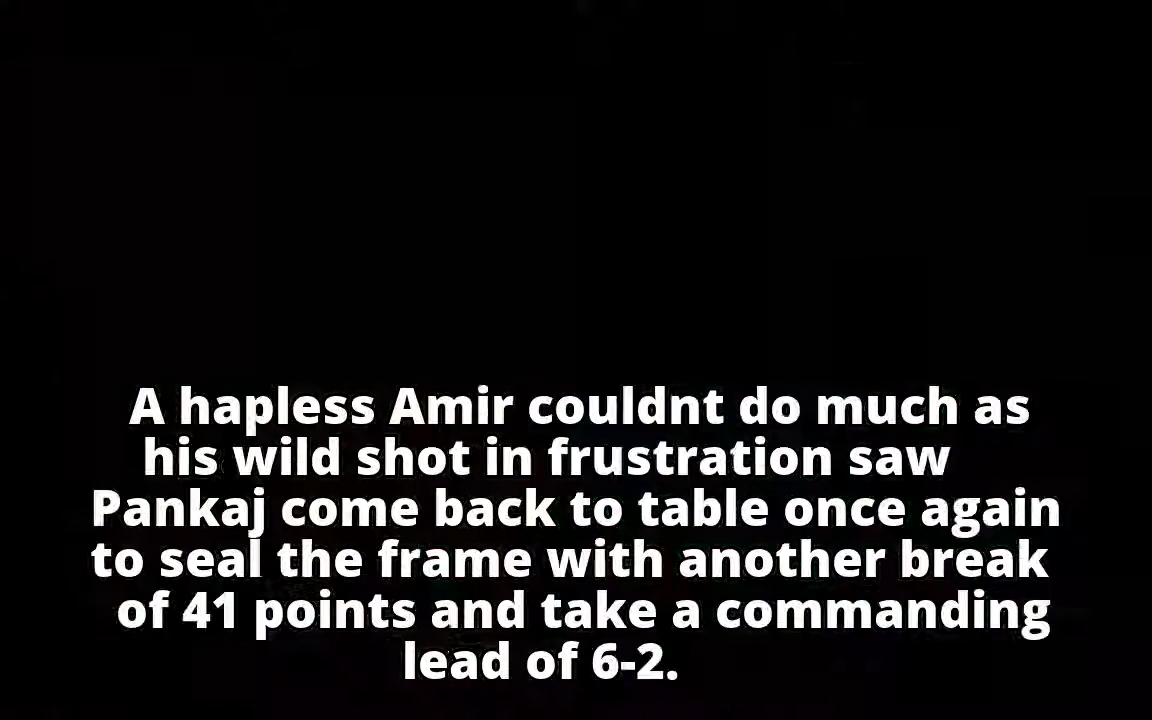 A hapless Amir couldnt do much as
his wild shot in frustration saw
Pankaj come back to table once again
to seal the frame with another break
of 41 points and take a commanding
lead of 6-2.